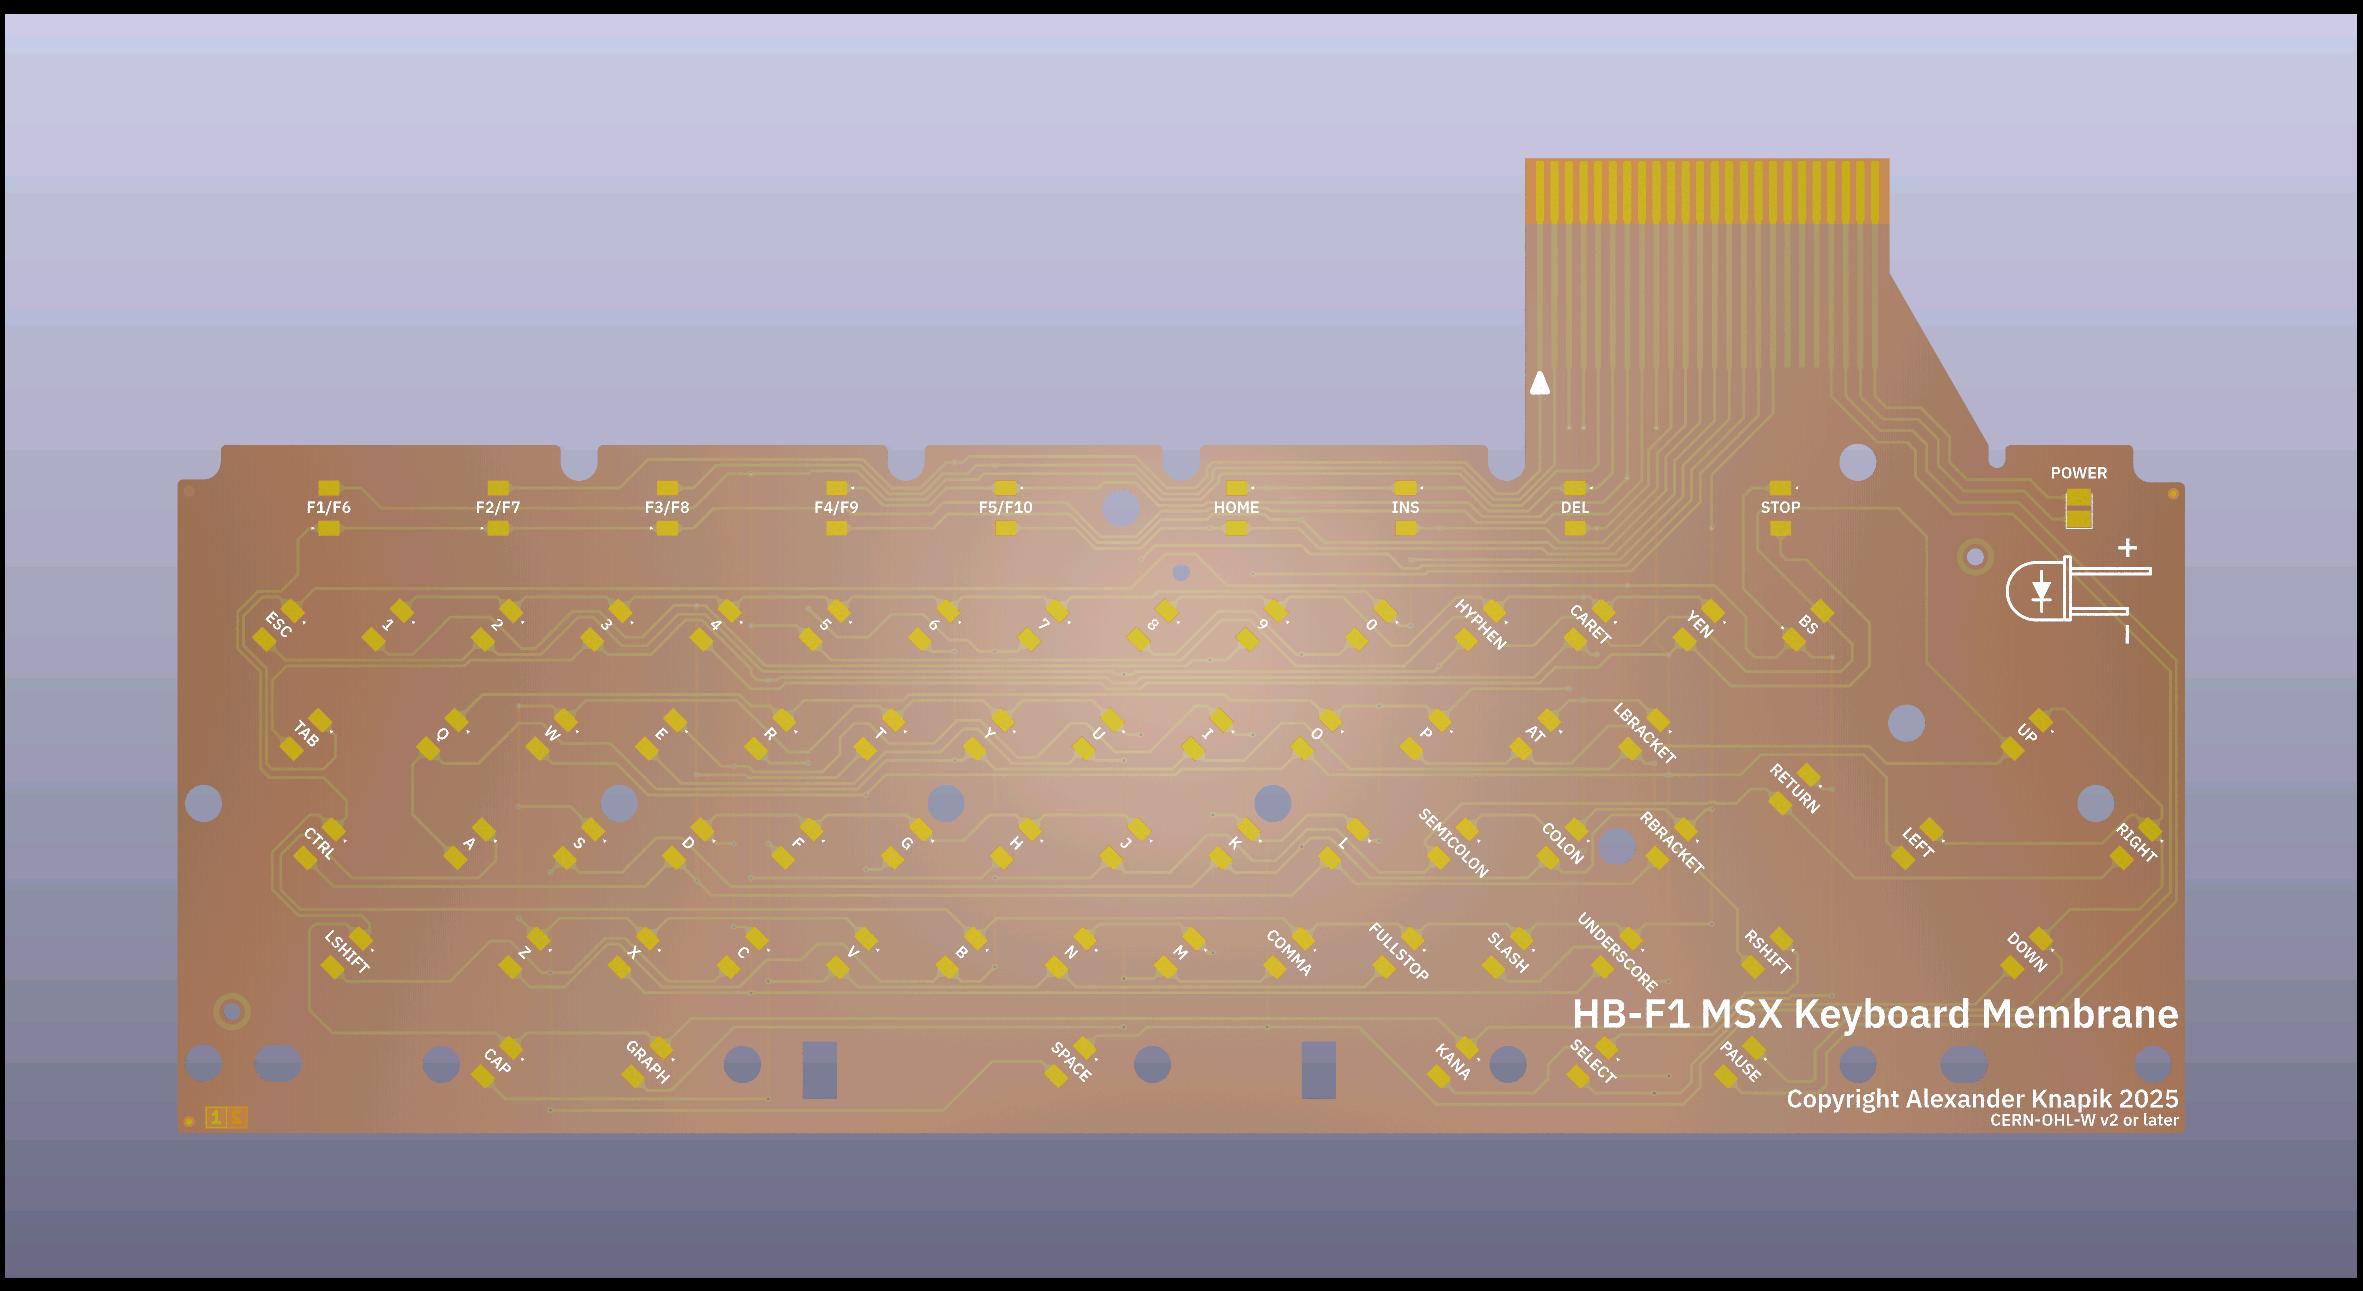 POWER
F1/F6 F2/F7 F3/F8 F4/F9 F5/F10 HOME INS DEL STOP
+
ESC 1 2 3 4 5 6 7 8 9 0 HYPHEN CARET YEN BS
−
TAB Q W E R T Y U I O P AT LBRACKET UP
RETURN
CTRL A S D F G H J K L SEMICOLON COLON RBRACKET LEFT RIGHT
LSHIFT Z X C V B N M COMMA FULLSTOP SLASH UNDERSCORE RSHIFT DOWN
HB-F1 MSX Keyboard Membrane
CAP GRAPH SPACE KANA SELECT PAUSE
Copyright Alexander Knapik 2025
1 2
CERN-OHL-W v2 or later